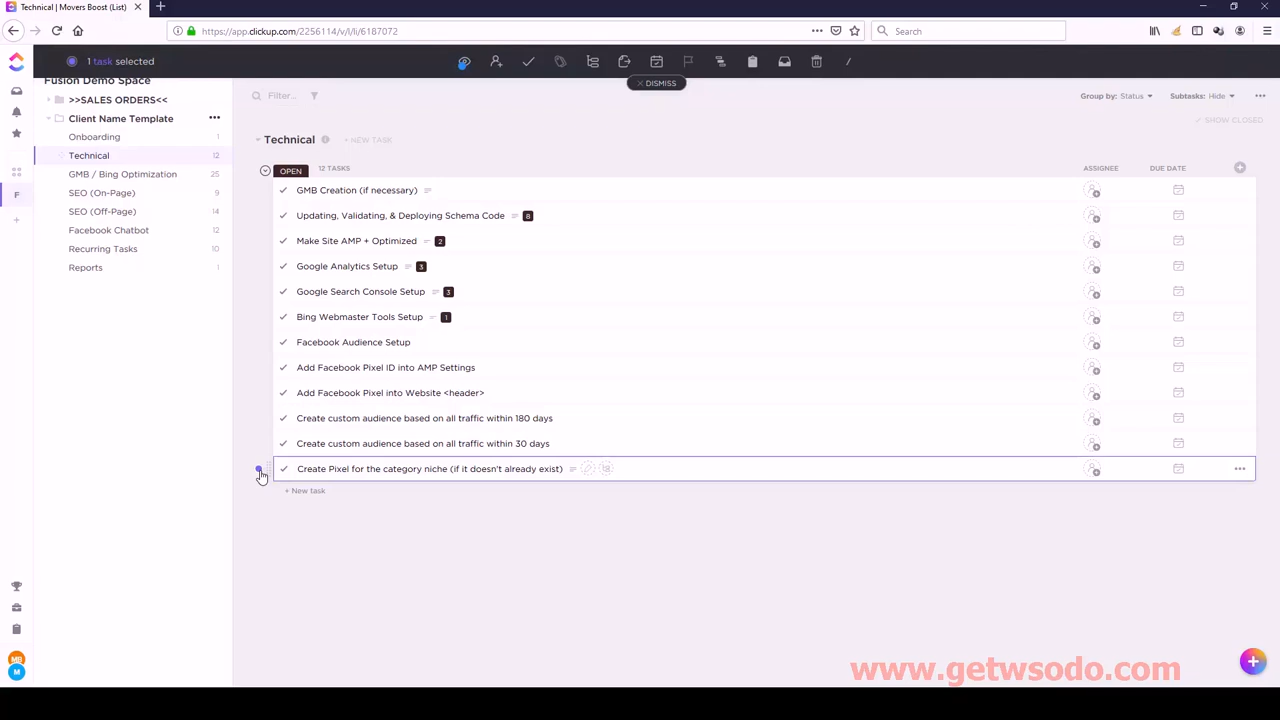 Technical | Movers Boost (List)
https://app.clickup.com/2256114/v/l/li/6187072
Search
1 task selected
DISMISS
Fusion Demo Space
>>SALES ORDERS<<
Client Name Template
Onboarding 1
Technical 12
GMB / Bing Optimization 25
SEO (On-Page) 9
SEO (Off-Page) 14
Facebook Chatbot 12
Recurring Tasks 10
Reports 1
F
MB
M
Filter...
Group by: Status
Subtasks: Hide
SHOW CLOSED
Technical + NEW TASK
OPEN 12 TASKS ASSIGNEE DUE DATE
GMB Creation (if necessary)
Updating, Validating, & Deploying Schema Code 8
Make Site AMP + Optimized 2
Google Analytics Setup 3
Google Search Console Setup 3
Bing Webmaster Tools Setup 1
Facebook Audience Setup
Add Facebook Pixel ID into AMP Settings
Add Facebook Pixel into Website <header>
Create custom audience based on all traffic within 180 days
Create custom audience based on all traffic within 30 days
Create Pixel for the category niche (if it doesn't already exist)
+ New task
www.getwsodo.com